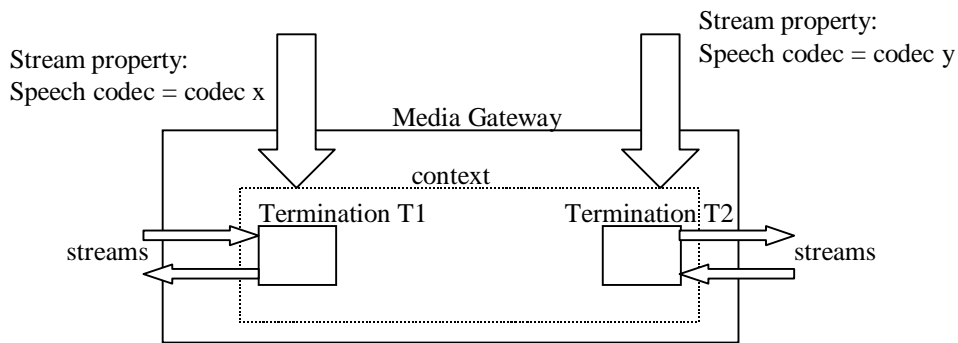 Stream property:
Speech codec = codec x
Stream property:
Speech codec = codec y
Media Gateway
context
Termination T1
Termination T2
streams
streams